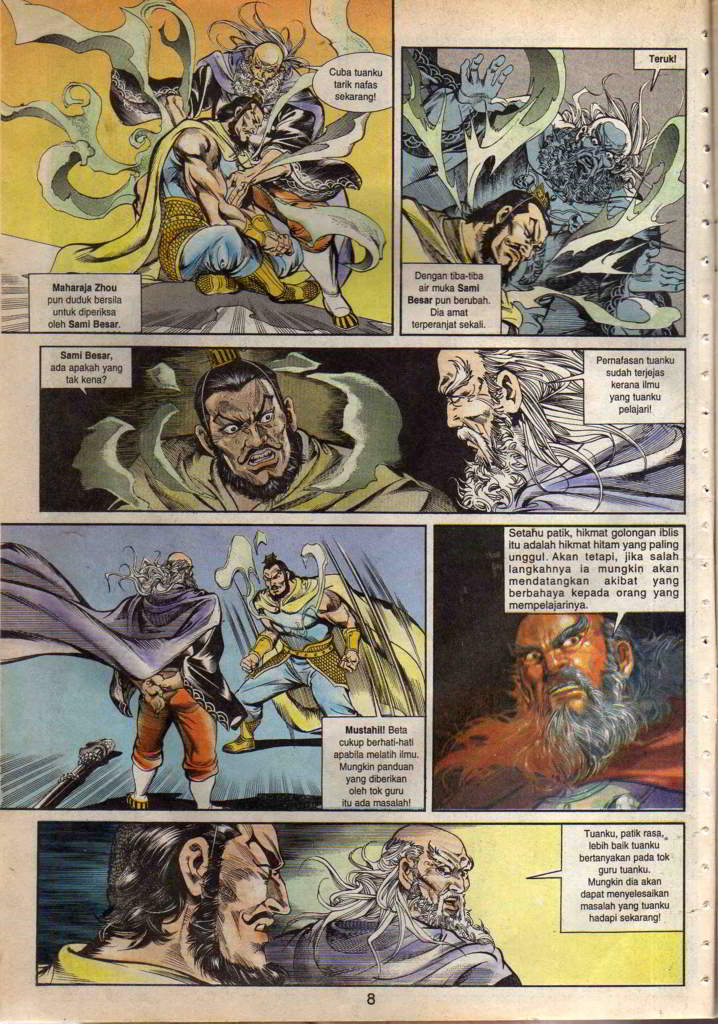 Cuba tuanku
tarik nafas
sekarang!
Maharaja Zhou
pun duduk bersila
untuk diperiksa
oleh Sami Besar.
Teruk!
Dengan tiba-tiba
air muka Sami
Besar pun berubah.
Dia amat
terperanjat sekali.
Sami Besar,
ada apakah yang
tak kena?
Pernafasan tuanku
sudah terjejas
kerana ilmu
yang tuanku
pelajari!
Mustahil! Beta
cukup berhati-hati
apabila melatih ilmu.
Mungkin panduan
yang diberikan
oleh tok guru
itu ada masalah!
Setahu patik, hikmat golongan iblis
itu adalah hikmat hitam yang paling
unggul. Akan tetapi, jika salah
langkahnya ia mungkin akan
mendatangkan akibat yang
berbahaya kepada orang yang
mempelajarinya.
Tuanku, patik rasa,
lebih baik tuanku
bertanyakan pada tok
guru tuanku.
Mungkin dia akan
dapat menyelesaikan
masalah yang tuanku
hadapi sekarang!
8